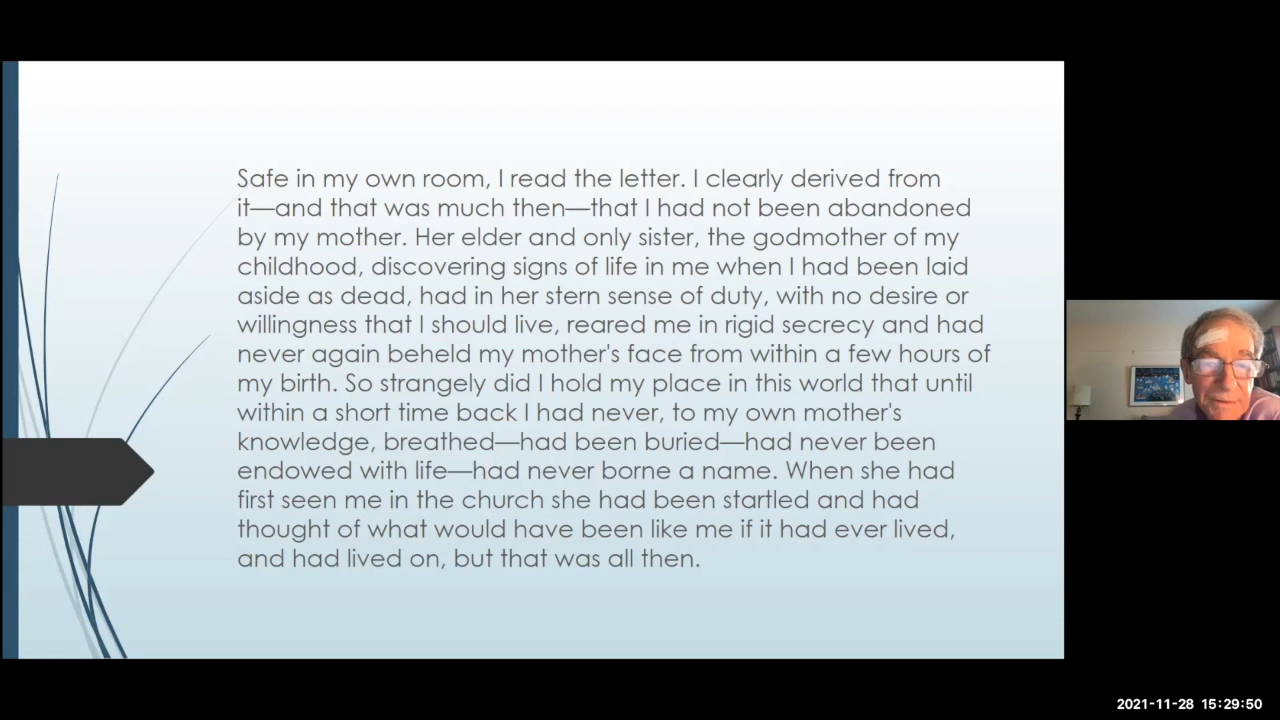 Safe in my own room, I read the letter. I clearly derived from
it—and that was much then—that I had not been abandoned
by my mother. Her elder and only sister, the godmother of my
childhood, discovering signs of life in me when I had been laid
aside as dead, had in her stern sense of duty, with no desire or
willingness that I should live, reared me in rigid secrecy and had
never again beheld my mother's face from within a few hours of
my birth. So strangely did I hold my place in this world that until
within a short time back I had never, to my own mother's
knowledge, breathed—had been buried—had never been
endowed with life—had never borne a name. When she had
first seen me in the church she had been startled and had
thought of what would have been like me if it had ever lived,
and had lived on, but that was all then.
2021-11-28 15:29:50